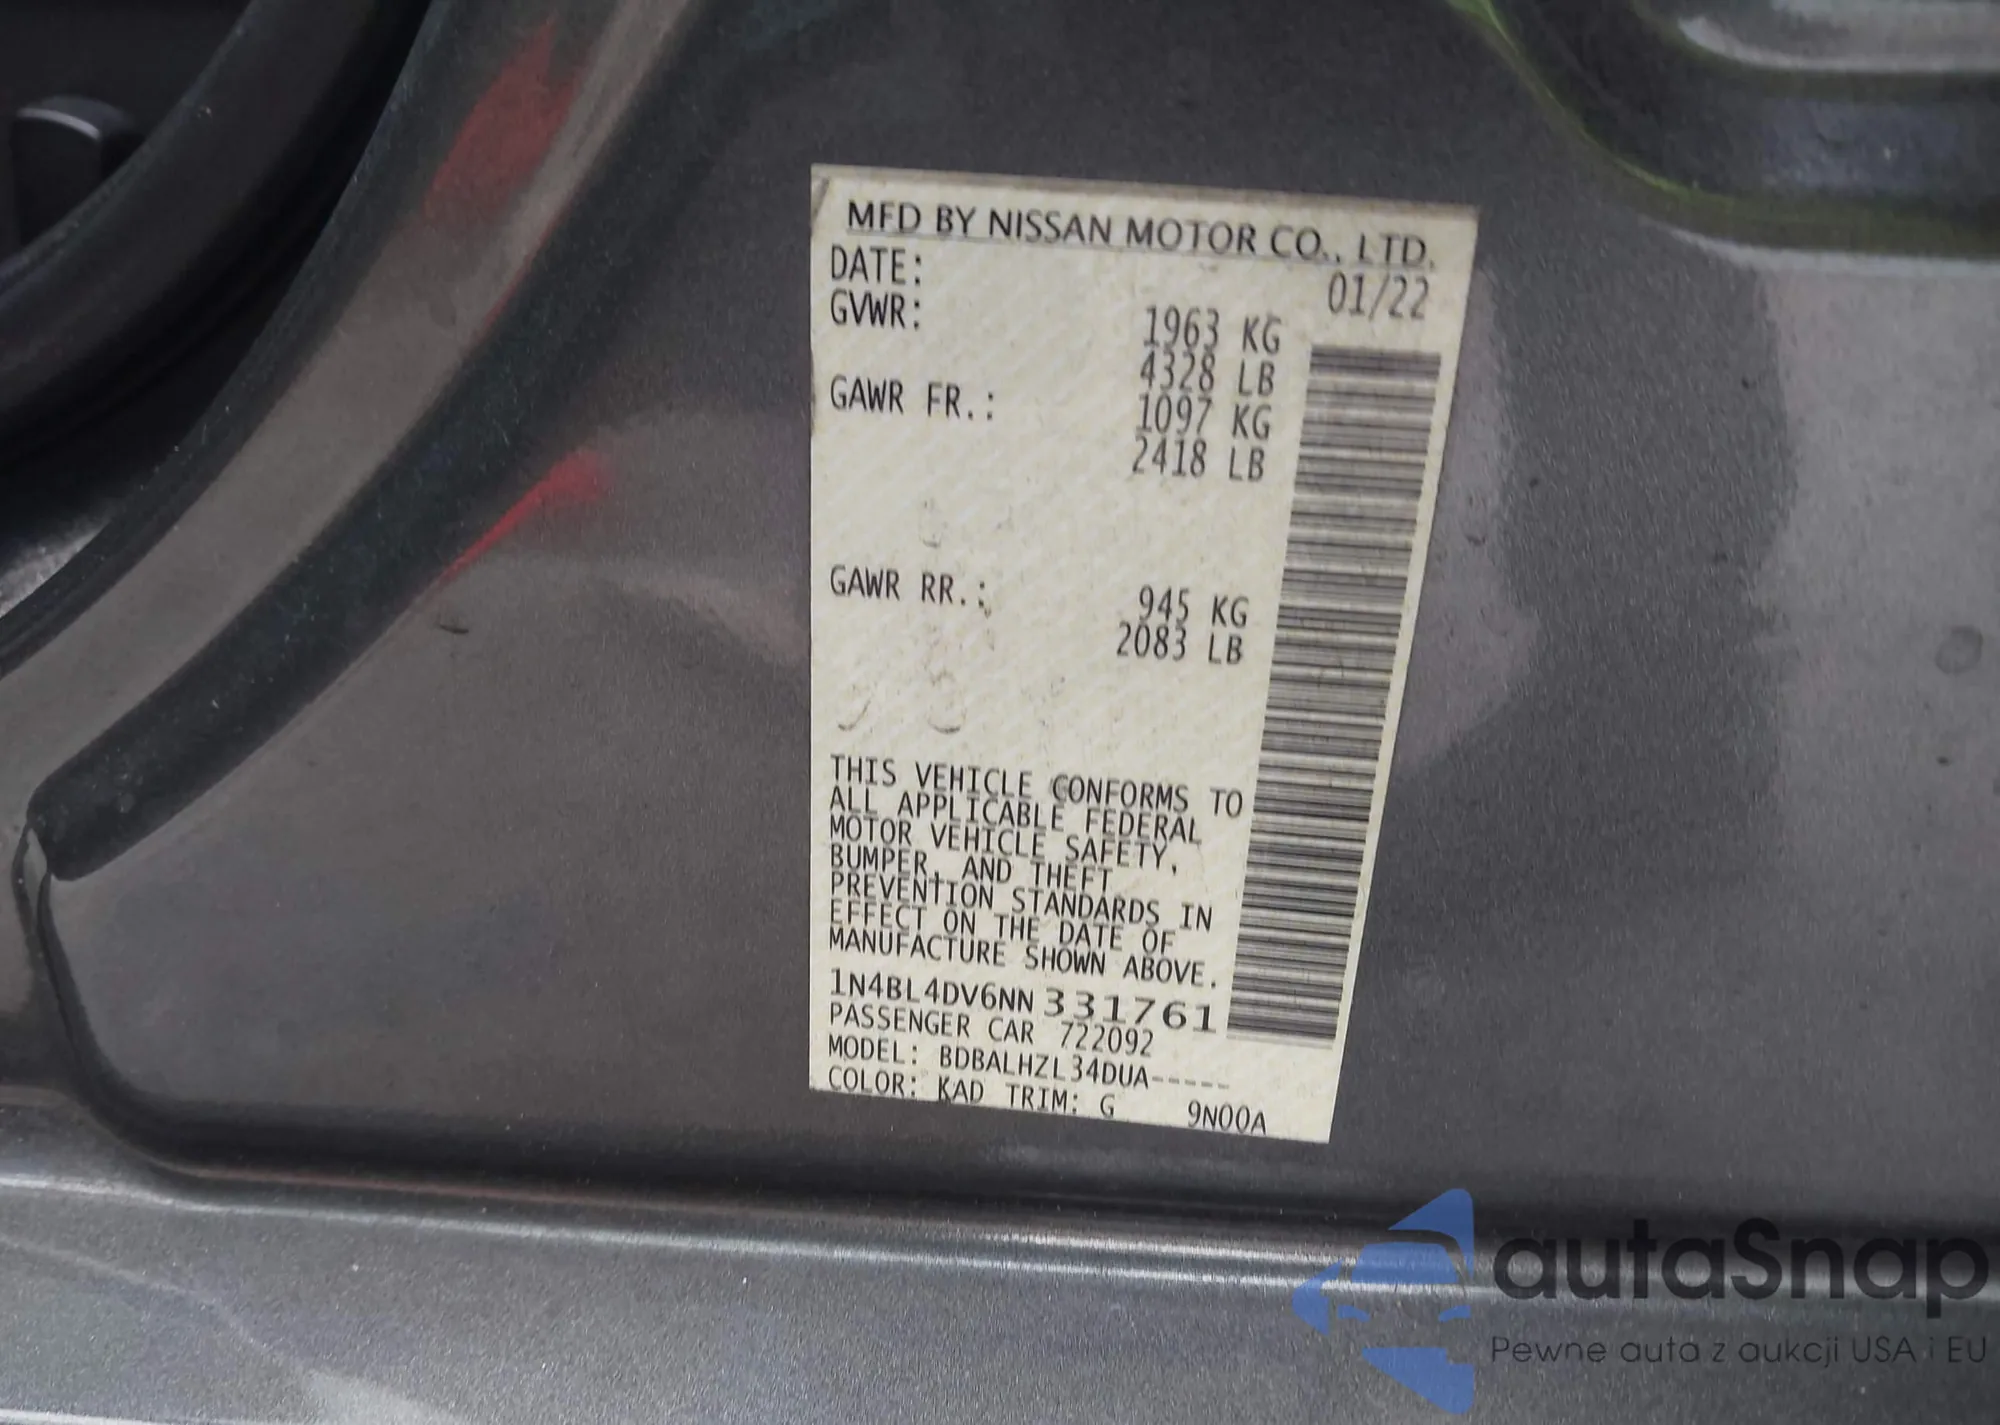 MFD BY NISSAN MOTOR CO., LTD.
DATE: 01/22
GVWR: 1963 KG
4328 LB
GAWR FR.: 1097 KG
2418 LB
GAWR RR.: 945 KG
2083 LB
THIS VEHICLE CONFORMS TO
ALL APPLICABLE FEDERAL
MOTOR VEHICLE SAFETY,
BUMPER, AND THEFT
PREVENTION STANDARDS IN
EFFECT ON THE DATE OF
MANUFACTURE SHOWN ABOVE.
1N4BL4DV6NN331761
PASSENGER CAR 722092
MODEL: BDBALHZL34DUA-----
COLOR: KAD TRIM: G 9N00A
autaSnap
Pewne auta z aukcji USA i EU